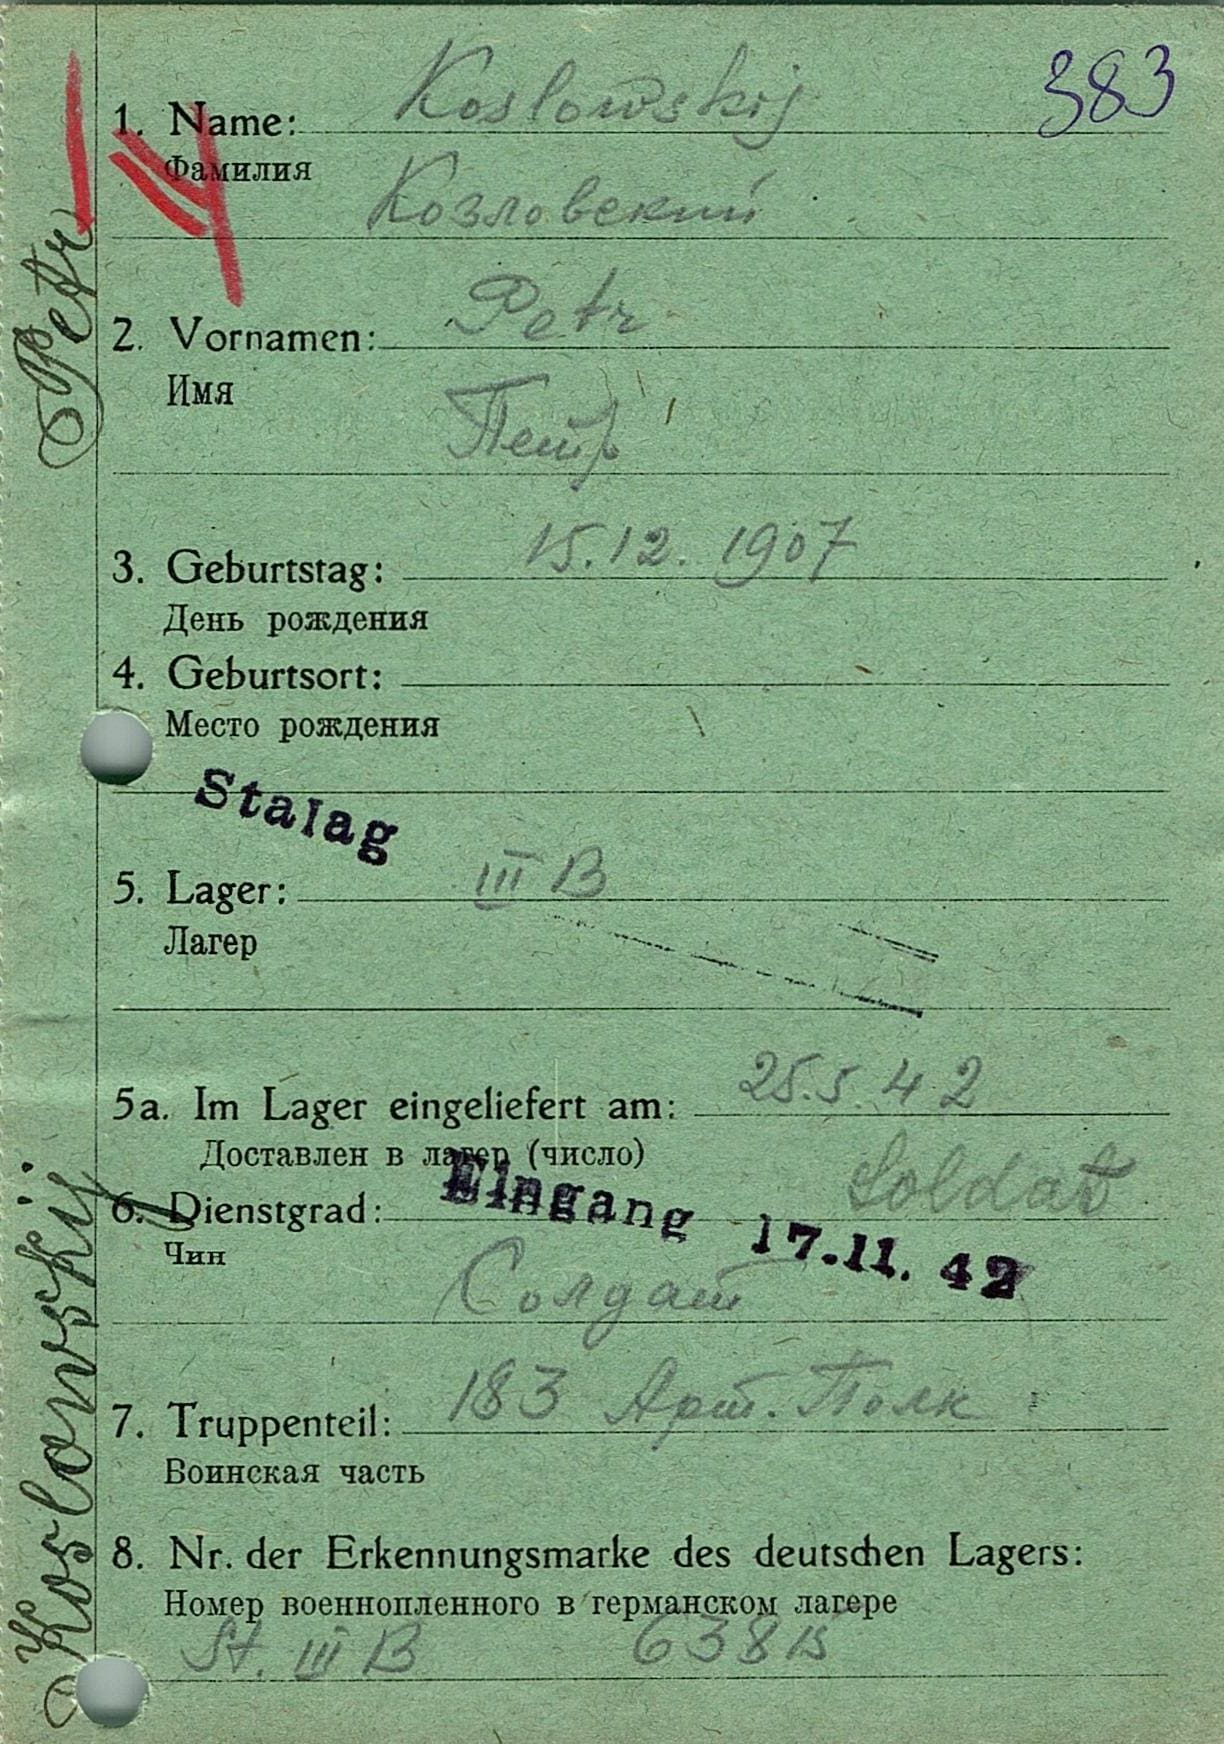 383
1. Name: Koslowskij
Фамилия
Козловский
2. Vornamen: Petr
Имя
Петр
3. Geburtstag: 15.12.1907
День рождения
4. Geburtsort:
Место рождения
Stalag
5. Lager: III B
Лагер
5a. Im Lager eingeliefert am: 25.5.42
Доставлен в лагер (число)
Eingang 17.11.42
6. Dienstgrad: Soldat
Чин
Солдат
7. Truppenteil: 183 Арт. Полк
Воинская часть
8. Nr. der Erkennungsmarke des deutschen Lagers:
Номер военнопленного в германском лагере
St. III B 63815
Koslowskij Petr